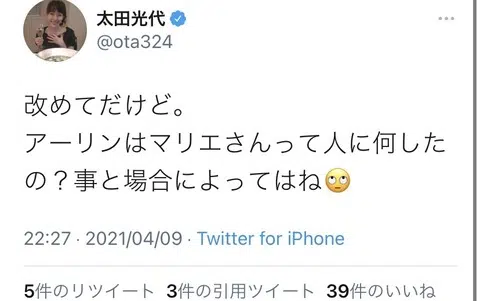 太田光代
@ota324
改めてだけど。
アーリンはマリエさんって人に何した
の？事と場合によってはね🙄
22:27 · 2021/04/09 · Twitter for iPhone
5件のリツイート 3件の引用ツイート 39件のいいね